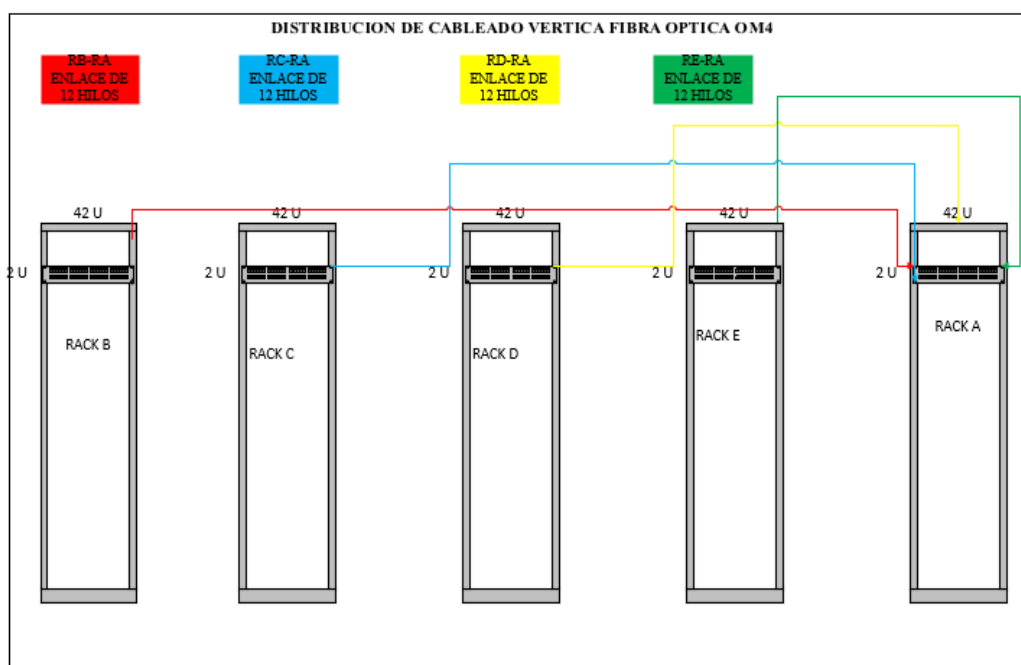 DISTRIBUCION DE CABLEADO VERTICA FIBRA OPTICA OM4
RB-RA
ENLACE DE
12 HILOS
RC-RA
ENLACE DE
12 HILOS
RD-RA
ENLACE DE
12 HILOS
RE-RA
ENLACE DE
12 HILOS
42 U
42 U
42 U
42 U
42 U
2 U
2 U
2 U
2 U
2 U
RACK B
RACK C
RACK D
RACK E
RACK A